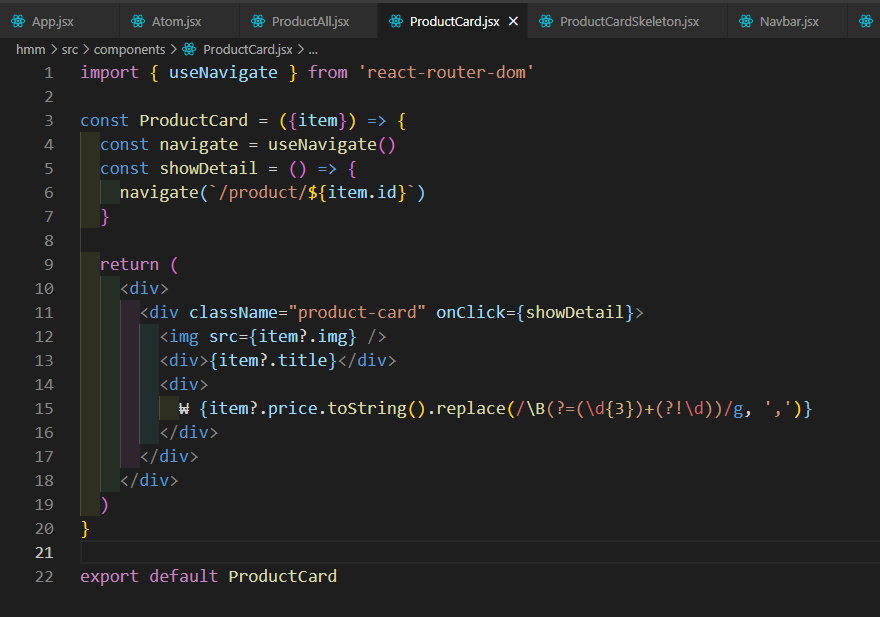 App.jsx Atom.jsx ProductAll.jsx ProductCard.jsx ProductCardSkeleton.jsx Navbar.jsx
hmm > src > components > ProductCard.jsx > ...
1 import { useNavigate } from 'react-router-dom'
2
3 const ProductCard = ({item}) => {
4   const navigate = useNavigate()
5   const showDetail = () => {
6     navigate(`/product/${item.id}`)
7   }
8
9   return (
10     <div>
11       <div className="product-card" onClick={showDetail}>
12         <img src={item?.img} />
13         <div>{item?.title}</div>
14         <div>
15           ₩ {item?.price.toString().replace(/\B(?=(\d{3})+(?!\d))/g, ',')}
16         </div>
17       </div>
18     </div>
19   )
20 }
21
22 export default ProductCard